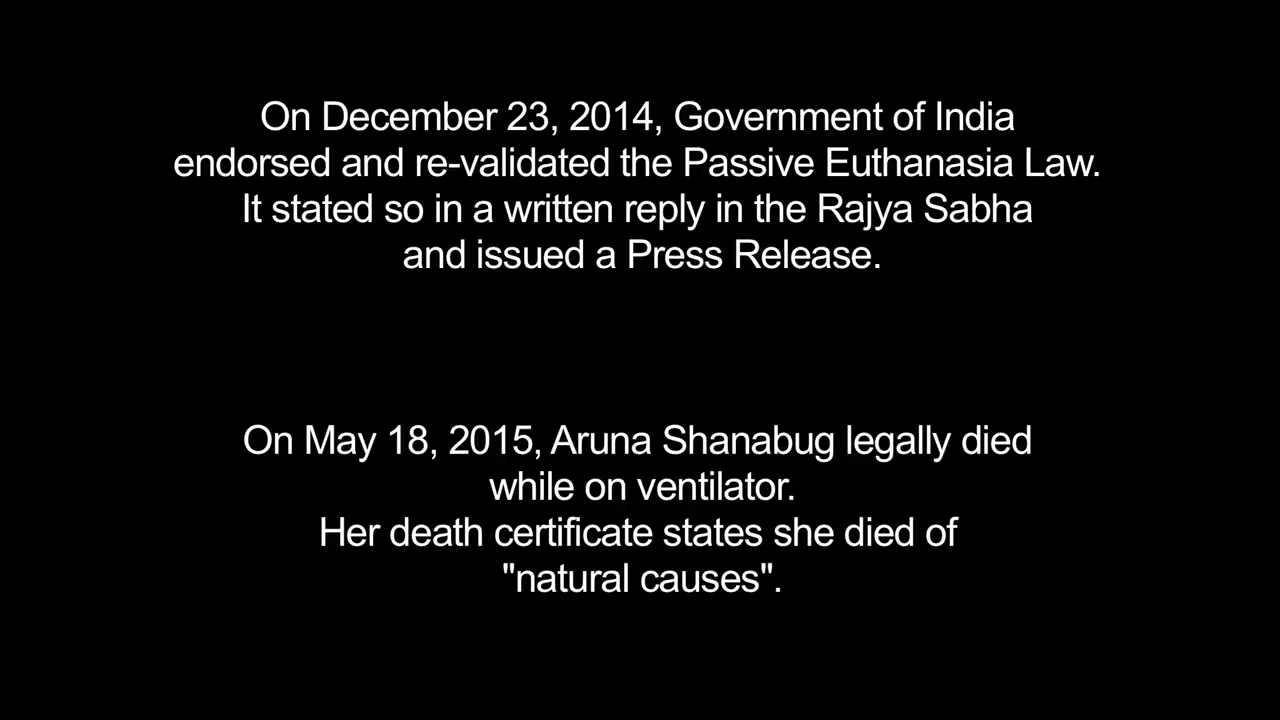 On December 23, 2014, Government of India
endorsed and re-validated the Passive Euthanasia Law.
It stated so in a written reply in the Rajya Sabha
and issued a Press Release.
On May 18, 2015, Aruna Shanabug legally died
while on ventilator.
Her death certificate states she died of
"natural causes".